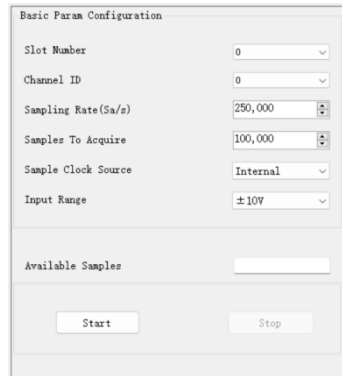 Basic Param Configuration
Slot Number 0
Channel ID 0
Sampling Rate(Sa/s) 250,000
Samples To Acquire 100,000
Sample Clock Source Internal
Input Range ±10V
Available Samples
Start Stop